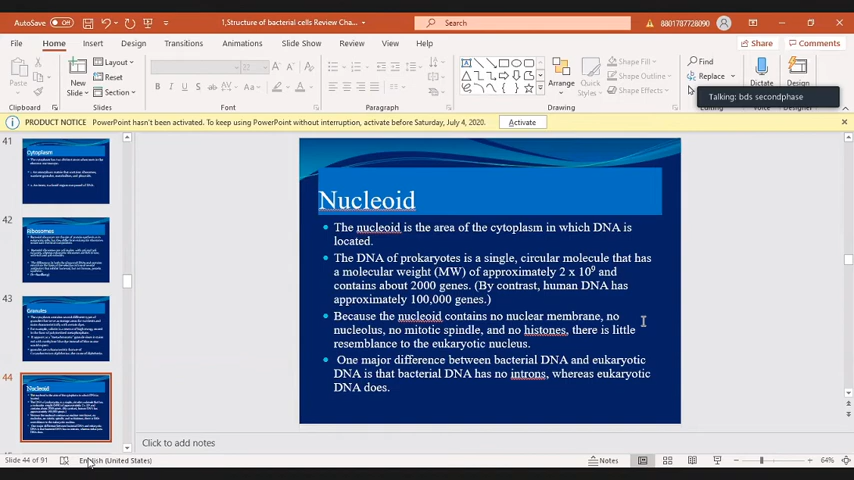 AutoSave Off
1,Structure of bacterial cells Review Cha...
Search
8801787728090
File Home Insert Design Transitions Animations Slide Show Review View Help
Share Comments
Paste
New Slide
Layout
Reset
Section
Arrange
Quick Styles
Shape Fill
Shape Outline
Shape Effects
Find
Replace
Dictate
Design
Talking: bds secondphase
Clipboard Slides Font Paragraph Drawing
PRODUCT NOTICE PowerPoint hasn't been activated. To keep using PowerPoint without interruption, activate before Saturday, July 4, 2020. Activate
41
Cytoplasm
42
Ribosomes
43
Granules
44
Nucleoid
Nucleoid
The nucleoid is the area of the cytoplasm in which DNA is
located.
The DNA of prokaryotes is a single, circular molecule that has
a molecular weight (MW) of approximately 2 x 10⁹ and
contains about 2000 genes. (By contrast, human DNA has
approximately 100,000 genes.)
Because the nucleoid contains no nuclear membrane, no
nucleolus, no mitotic spindle, and no histones, there is little
resemblance to the eukaryotic nucleus.
One major difference between bacterial DNA and eukaryotic
DNA is that bacterial DNA has no introns, whereas eukaryotic
DNA does.
Click to add notes
Slide 44 of 91 English (United States) Notes 64%